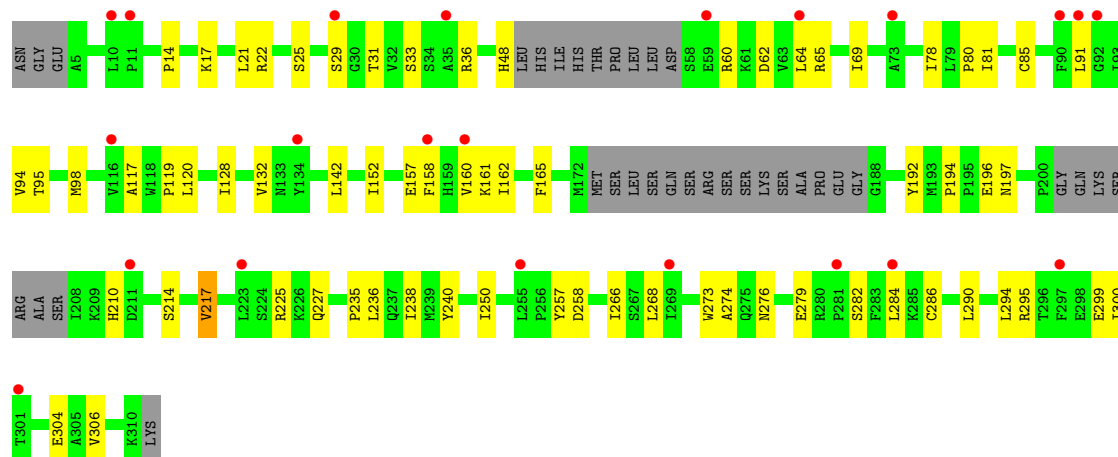 ASN GLY GLU A5 L10 P11 P14 K17 L21 R22 S25 S29 G30 T31 V32 S33 S34 A35 R36 H48 LEU HIS ILE HIS THR PRO LEU LEU ASP S58 E59 R60 K61 D62 V63 L64 R65 I69 A73 I78 L79 P80 I81 C85 F90 L91 G92 I93
V94 T95 M98 V116 A117 W118 P119 L120 I128 V132 N133 Y134 L142 I152 E157 F158 H159 V160 K161 I162 F165 M172 MET SER LEU SER GLN SER ARG SER SER LYS SER ALA PRO GLU GLY G188 Y192 M193 P194 P195 E196 N197 P200 GLY GLN LYS SER
ARG ALA SER I208 K209 H210 D211 S214 V217 L223 S224 R225 K226 Q227 P235 L236 Q237 I238 M239 Y240 I250 L255 P256 Y257 D258 I266 S267 L268 I269 W273 A274 Q275 N276 E279 R280 P281 S282 F283 L284 K285 C286 L290 L294 R295 T296 F297 E298 E299 I300
T301 E304 A305 V306 K310 LYS